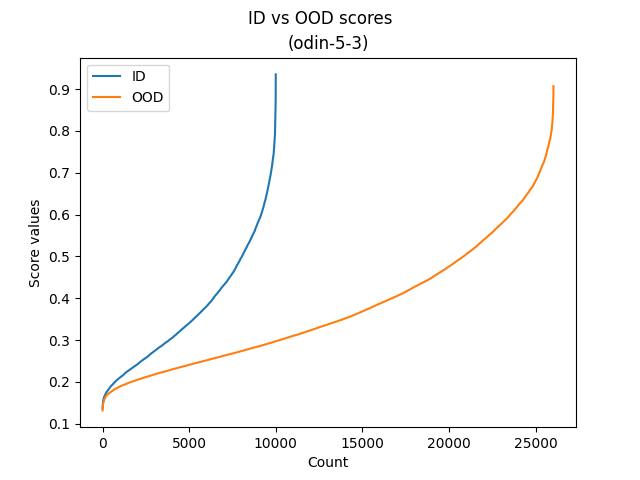 ID vs OOD scores
(odin-5-3)
ID
OOD
Score values
0.9
0.8
0.7
0.6
0.5
0.4
0.3
0.2
0.1
0
5000
10000
15000
20000
25000
Count